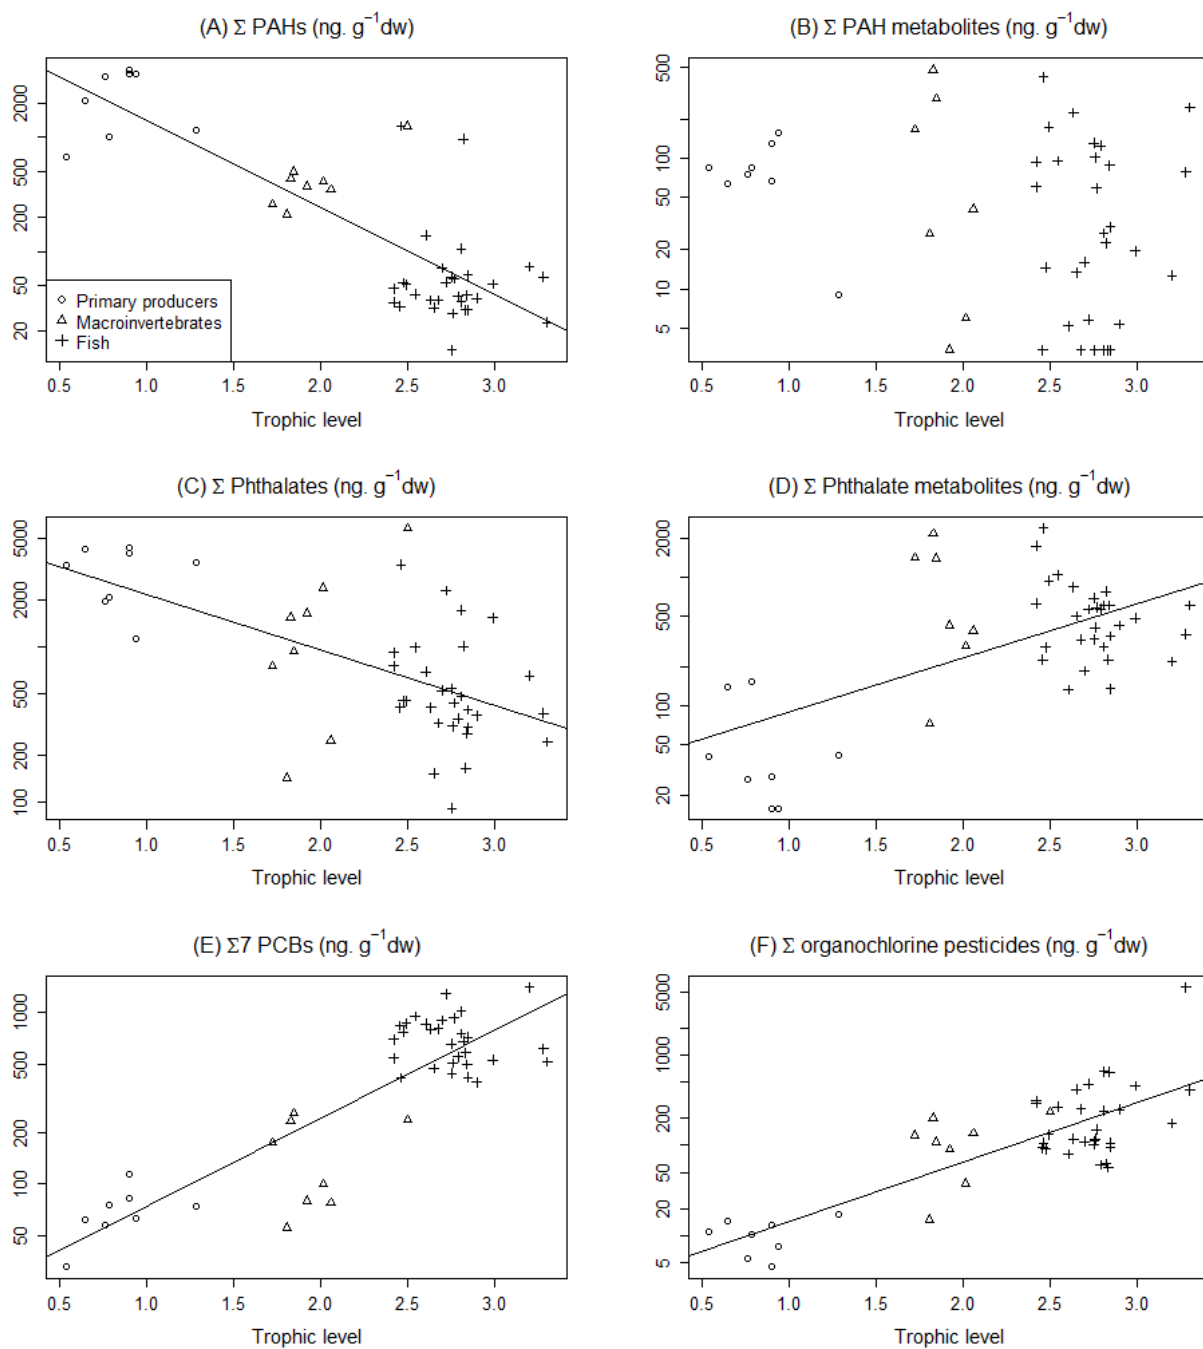 (A) Σ PAHs (ng. g⁻¹dw)
2000
500
200
50
20
Primary producers
Macroinvertebrates
Fish
0.5 1.0 1.5 2.0 2.5 3.0
Trophic level
(B) Σ PAH metabolites (ng. g⁻¹dw)
500
100
50
20
10
5
0.5 1.0 1.5 2.0 2.5 3.0
Trophic level
(C) Σ Phthalates (ng. g⁻¹dw)
5000
2000
1000
500
200
100
0.5 1.0 1.5 2.0 2.5 3.0
Trophic level
(D) Σ Phthalate metabolites (ng. g⁻¹dw)
2000
500
100
50
20
0.5 1.0 1.5 2.0 2.5 3.0
Trophic level
(E) Σ7 PCBs (ng. g⁻¹dw)
1000
500
200
100
50
0.5 1.0 1.5 2.0 2.5 3.0
Trophic level
(F) Σ organochlorine pesticides (ng. g⁻¹dw)
5000
1000
200
50
20
5
0.5 1.0 1.5 2.0 2.5 3.0
Trophic level